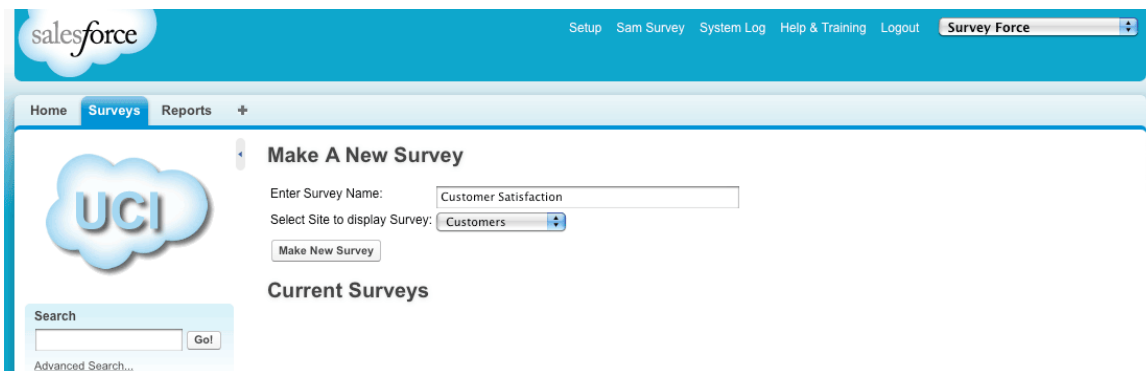 salesforce
Setup Sam Survey System Log Help & Training Logout Survey Force
Home Surveys Reports +
UCI
Make A New Survey
Enter Survey Name: Customer Satisfaction
Select Site to display Survey: Customers
Make New Survey
Current Surveys
Search
Go!
Advanced Search...